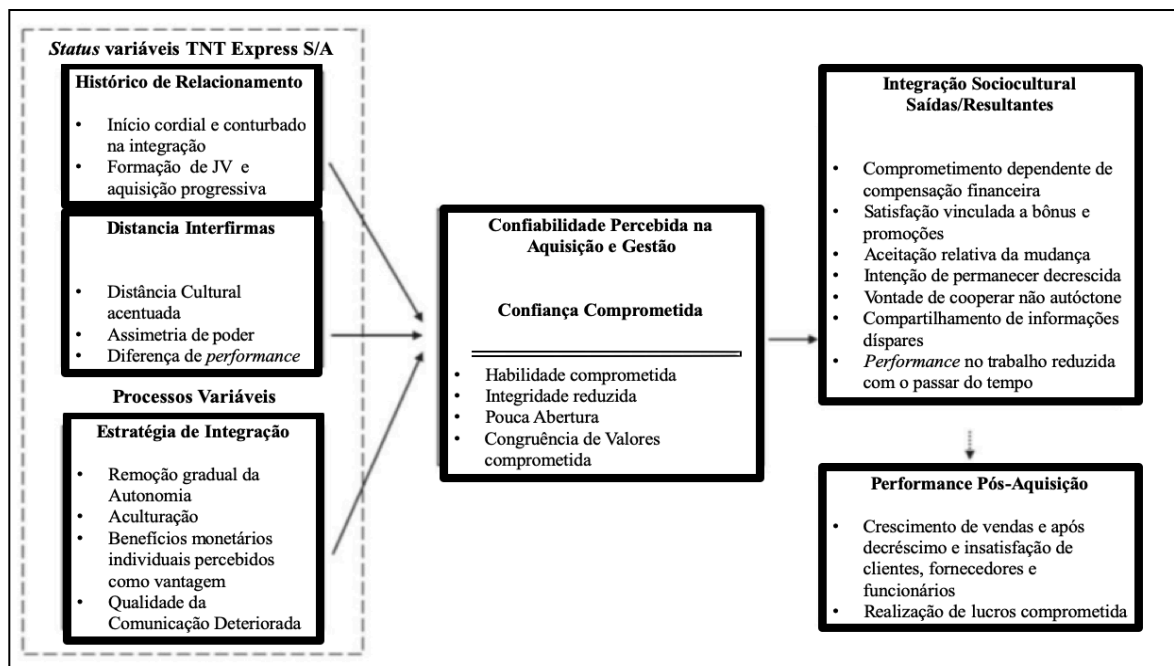 Status variáveis TNT Express S/A
Histórico de Relacionamento
• Início cordial e conturbado
na integração
• Formação de JV e
aquisição progressiva
Distancia Interfirmas
• Distância Cultural
acentuada
• Assimetria de poder
• Diferença de performance
Processos Variáveis
Estratégia de Integração
• Remoção gradual da
Autonomia
• Aculturação
• Benefícios monetários
individuais percebidos
como vantagem
• Qualidade da
Comunicação Deteriorada
Confiabilidade Percebida na
Aquisição e Gestão
Confiança Comprometida
• Habilidade comprometida
• Integridade reduzida
• Pouca Abertura
• Congruência de Valores
comprometida
Integração Sociocultural
Saídas/Resultantes
• Comprometimento dependente de
compensação financeira
• Satisfação vinculada a bônus e
promoções
• Aceitação relativa da mudança
• Intenção de permanecer decrescida
• Vontade de cooperar não autóctone
• Compartilhamento de informações
díspares
• Performance no trabalho reduzida
com o passar do tempo
Performance Pós-Aquisição
• Crescimento de vendas e após
decréscimo e insatisfação de
clientes, fornecedores e
funcionários
• Realização de lucros comprometida